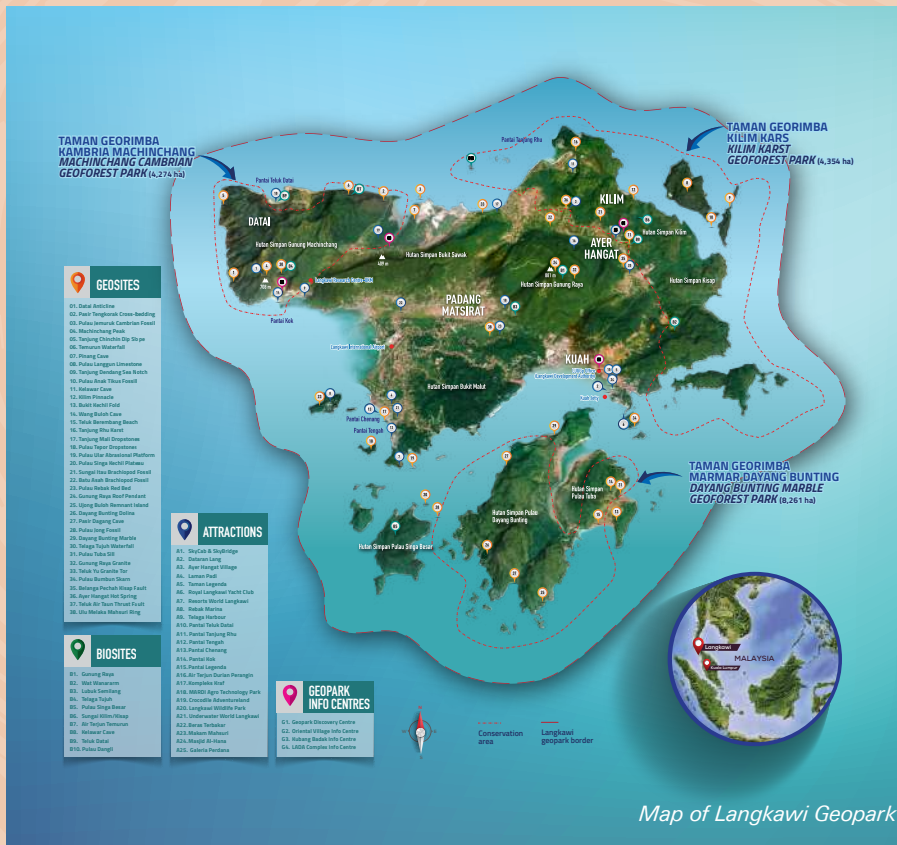 TAMAN GEORIMBA
KAMBRIA MACHINCHANG
MACHINCHANG CAMBRIAN
GEOFOREST PARK (4,274 ha)
TAMAN GEORIMBA
KILIM KARS
KILIM KARST
GEOFOREST PARK (4,354 ha)
Pantai Tanjung Rhu
Pantai Teluk Datai
DATAI
KILIM
Hutan Simpan Kilim
Hutan Simpan Gunung Machinchang
AYER
HANGAT
Hutan Simpan Bukit Sawak
Hutan Simpan Gunung Raya
Hutan Simpan Kisap
Pantai Kok
PADANG
MATSIRAT
KUAH
Hutan Simpan Bukit Malut
Pantai Chenang
Pantai Tengah
Kuah Jetty
TAMAN GEORIMBA
MARMAR DAYANG BUNTING
DAYANG BUNTING MARBLE
GEOFOREST PARK (8,261 ha)
Hutan Simpan
Pulau Tuba
Hutan Simpan Pulau
Dayang Bunting
Hutan Simpan Pulau Singa Besar
GEOSITES
01. Datai Anticline
02. Pasir Tengkorak Cross-bedding
03. Pulau Jemuruk Cambrian Fossil
04. Machinchang Peak
05. Tanjung Chinchin Dip Slope
06. Temurun Waterfall
07. Pinang Cave
08. Pulau Langgun Limestone
09. Tanjung Dendang Sea Notch
10. Pulau Anak Tikus Fossil
11. Kelawar Cave
12. Kilim Pinnacle
13. Bukit Kechil Fold
14. Wang Buluh Cave
15. Teluk Berembang Beach
16. Tanjung Rhu Karst
17. Tanjung Mali Dropstones
18. Pulau Tepor Dropstones
19. Pulau Ular Abrasional Platform
20. Pulau Singa Kechil Plateau
21. Sungai Itau Brachiopod Fossil
22. Batu Asah Brachiopod Fossil
23. Pulau Rebak Red Bed
24. Gunung Raya Roof Pendant
25. Ujong Buluh Remnant Island
26. Dayang Bunting Dolina
27. Pasir Dagang Cave
28. Pulau Jong Fossil
29. Dayang Bunting Marble
30. Telaga Tujuh Waterfall
31. Pulau Tuba Sill
32. Gunung Raya Granite
33. Teluk Yu Granite Tor
34. Pulau Bumbun Skarn
35. Belanga Pechah Kisap Fault
36. Ayer Hangat Hot Spring
37. Teluk Air Taun Thrust Fault
38. Ulu Melaka Mahsuri Ring
BIOSITES
B1. Gunung Raya
B2. Wat Wanararm
B3. Lubuk Semilang
B4. Telaga Tujuh
B5. Pulau Singa Besar
B6. Sungai Kilim/Kisap
B7. Air Terjun Temurun
B8. Kelawar Cave
B9. Teluk Datai
B10. Pulau Dangli
ATTRACTIONS
A1. SkyCab & SkyBridge
A2. Dataran Lang
A3. Ayer Hangat Village
A4. Laman Padi
A5. Taman Legenda
A6. Royal Langkawi Yacht Club
A7. Resorts World Langkawi
A8. Rebak Marina
A9. Telaga Harbour
A10. Pantai Teluk Datai
A11. Pantai Tanjung Rhu
A12. Pantai Tengah
A13. Pantai Chenang
A14. Pantai Kok
A15. Pantai Legenda
A16. Air Terjun Durian Perangin
A17. Kompleks Kraf
A18. MARDI Agro Technology Park
A19. Crocodile Adventureland
A20. Langkawi Wildlife Park
A21. Underwater World Langkawi
A22. Beras Terbakar
A23. Makam Mahsuri
A24. Masjid Al-Hana
A25. Galeria Perdana
GEOPARK
INFO CENTRES
G1. Geopark Discovery Centre
G2. Oriental Village Info Centre
G3. Kubang Badak Info Centre
G4. LADA Complex Info Centre
Conservation
area
Langkawi
geopark border
Langkawi
MALAYSIA
Kuala Lumpur
Map of Langkawi Geopark